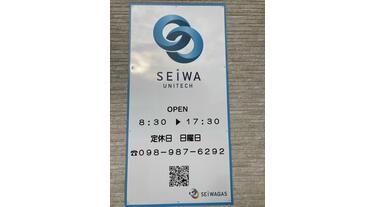 SEiWA
UNITECH
OPEN
8:30 ▶ 17:30
定休日 日曜日
☎098-987-6292
SEIWAGAS